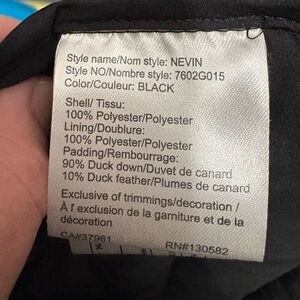 Style name/Nom style: NEVIN
Style NO/Nombre style: 7602G015
Color/Couleur: BLACK
Shell/ Tissu:
100% Polyester/Polyester
Lining/Doublure:
100% Polyester/Polyester
Padding/Rembourrage:
90% Duck down/Duvet de canard
10% Duck feather/Plumes de canard
Exclusive of trimmings/decoration /
À l' exclusion de la garniture et de la
décoration
CA#37961 RN#130582